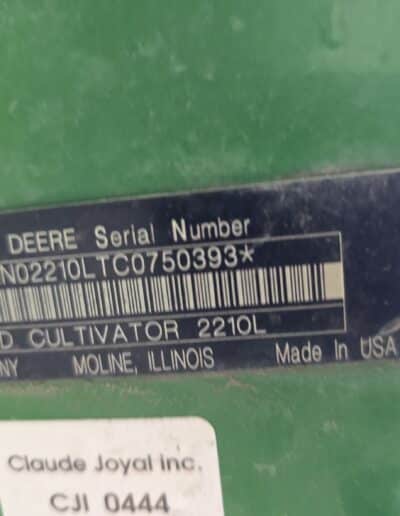 DEERE Serial Number
N02210LTC0750393*
D CULTIVATOR 2210L
NY MOLINE, ILLINOIS Made In USA
Claude Joyal inc.
CJI 0444